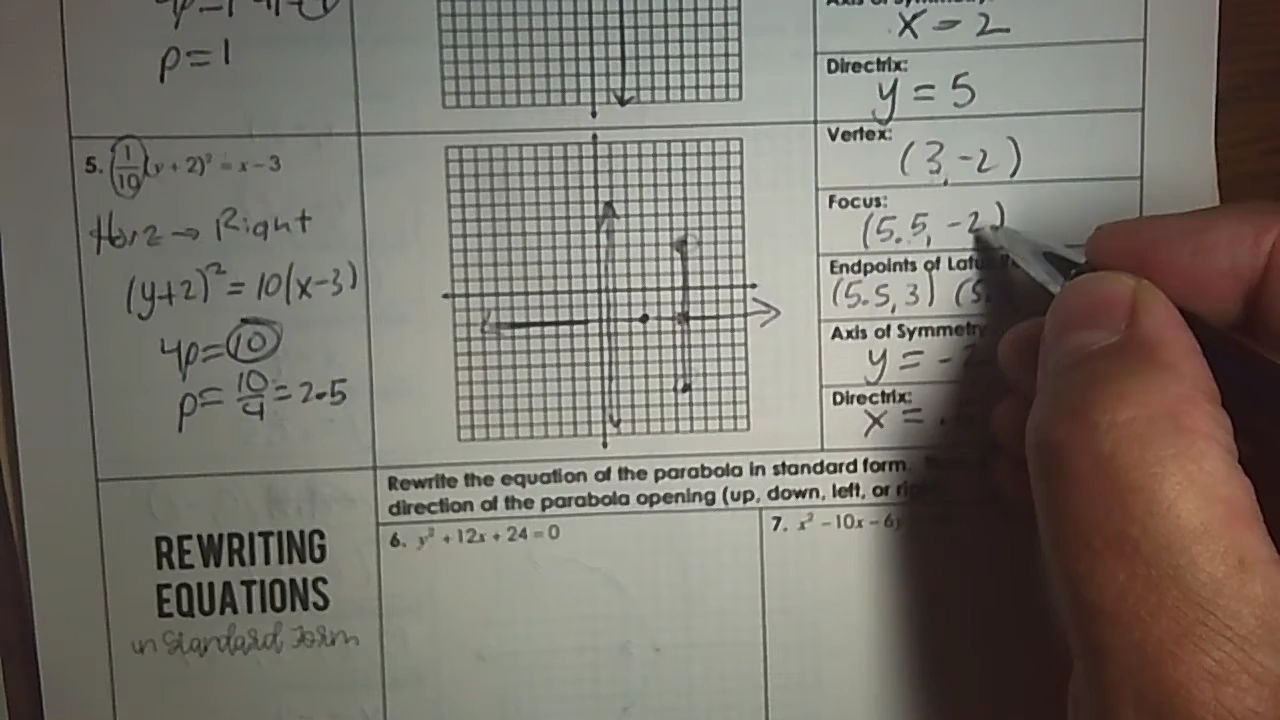 p=1
x=2
Directrix:
y=5
5. (1/10)(y+2)² = x-3
Horz → Right
(y+2)²=10(x-3)
4p=10
p=10/4=2.5
Vertex:
(3,-2)
Focus:
(5.5,-2)
Endpoints of
(5.5,3)
Axis of Symmetry
y=-
Directrix:
x=
REWRITING
EQUATIONS
in Standard Form
Rewrite the equation of the parabola in standard form.
direction of the parabola opening (up, down, left, or
6. y² + 12x + 24 = 0
7. x² - 10x - 6y